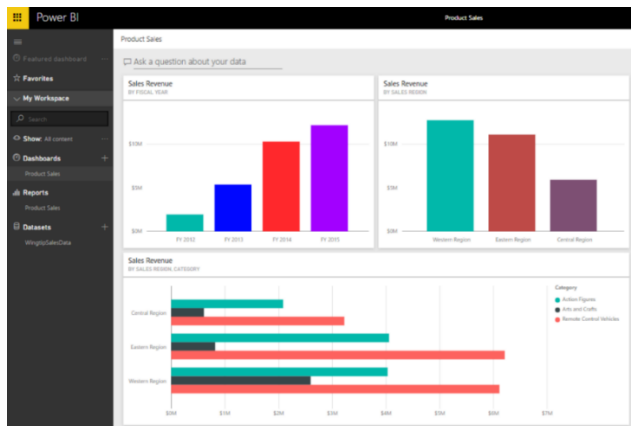 Power BI
Product Sales
Product Sales
Featured dashboard
Favorites
My Workspace
Search
Show: All content
Dashboards
Product Sales
Reports
Product Sales
Datasets
WingtipSalesData
Ask a question about your data
Sales Revenue
BY FISCAL YEAR
$10M
$5M
$0M
FY 2012 FY 2013 FY 2014 FY 2015
Sales Revenue
BY SALES REGION
$10M
$5M
$0M
Western Region Eastern Region Central Region
Sales Revenue
BY SALES REGION, CATEGORY
Central Region
Eastern Region
Western Region
$0M $1M $2M $3M $4M $5M $6M $7M
Category
Action Figures
Arts and Crafts
Remote Control Vehicles